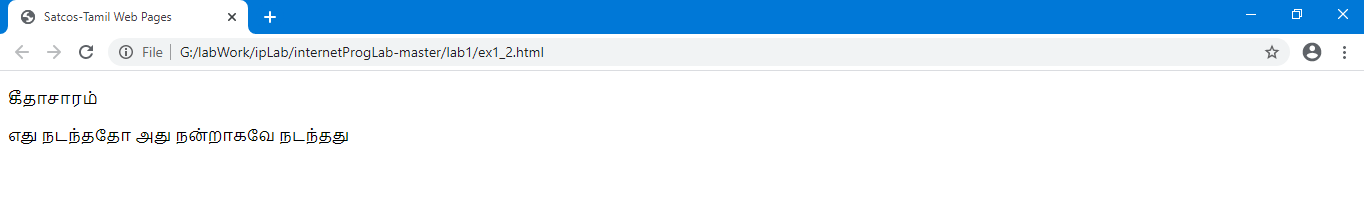 Satcos-Tamil Web Pages
File G:/labWork/ipLab/internetProgLab-master/lab1/ex1_2.html
கீதாசாரம்
எது நடந்ததோ அது நன்றாகவே நடந்தது